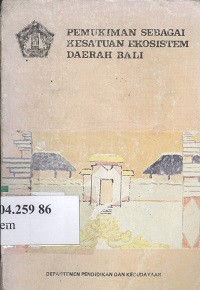 PEMUKIMAN SEBAGAI
KESATUAN EKOSISTEM
DAERAH BALI
04.259 86
em
DEPARTEMEN PENDIDIKAN DAN KEBUDAYAAN